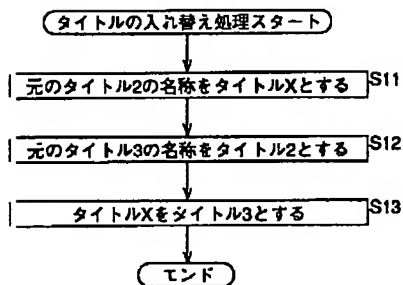 タイトルの入れ替え処理スタート
元のタイトル2の名称をタイトルXとする
S11
元のタイトル3の名称をタイトル2とする
S12
タイトルXをタイトル3とする
S13
エンド